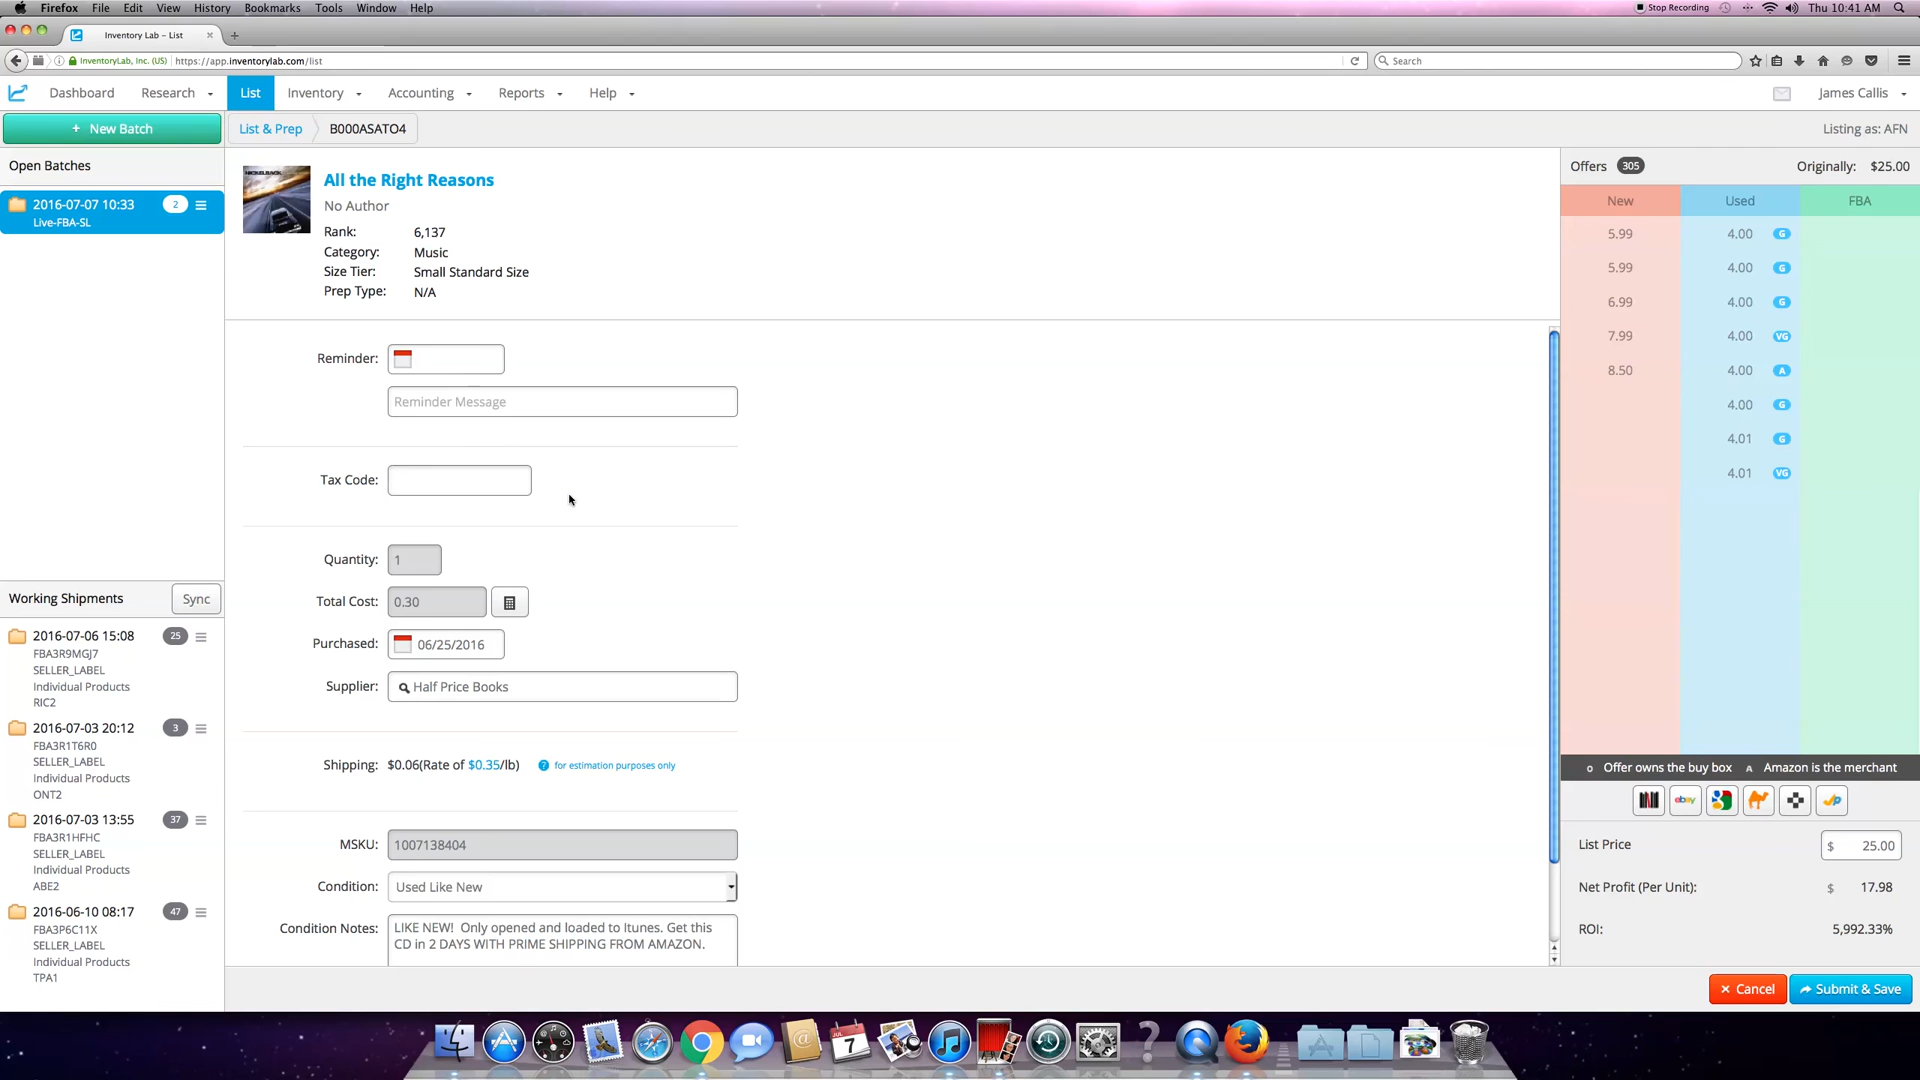 Firefox File Edit View History Bookmarks Tools Window Help Stop Recording Thu 10:41 AM
Inventory Lab – List
InventoryLab, Inc. (US) https://app.inventorylab.com/list Search
Dashboard Research List Inventory Accounting Reports Help James Callis
+ New Batch List & Prep B000ASATO4 Listing as: AFN
Open Batches
2016-07-07 10:33 2
Live-FBA-SL
Working Shipments Sync
2016-07-06 15:08 25
FBA3R9MGJ7
SELLER_LABEL
Individual Products
RIC2
2016-07-03 20:12 3
FBA3R1T6R0
SELLER_LABEL
Individual Products
ONT2
2016-07-03 13:55 37
FBA3R1HFHC
SELLER_LABEL
Individual Products
ABE2
2016-06-10 08:17 47
FBA3P6C11X
SELLER_LABEL
Individual Products
TPA1
NICKELBACK
All the Right Reasons
No Author
Rank: 6,137
Category: Music
Size Tier: Small Standard Size
Prep Type: N/A
Reminder:
Reminder Message
Tax Code:
Quantity: 1
Total Cost: 0.30
Purchased: 06/25/2016
Supplier: Half Price Books
Shipping: $0.06(Rate of $0.35/lb) ? for estimation purposes only
MSKU: 1007138404
Condition: Used Like New
Condition Notes: LIKE NEW! Only opened and loaded to Itunes. Get this
CD in 2 DAYS WITH PRIME SHIPPING FROM AMAZON.
Offers 305 Originally: $25.00
New Used FBA
5.99 4.00 G
5.99 4.00 G
6.99 4.00 G
7.99 4.00 VG
8.50 4.00 A
4.00 G
4.01 G
4.01 VG
O Offer owns the buy box A Amazon is the merchant
ebay
List Price $ 25.00
Net Profit (Per Unit): $ 17.98
ROI: 5,992.33%
× Cancel Submit & Save
JUL
7